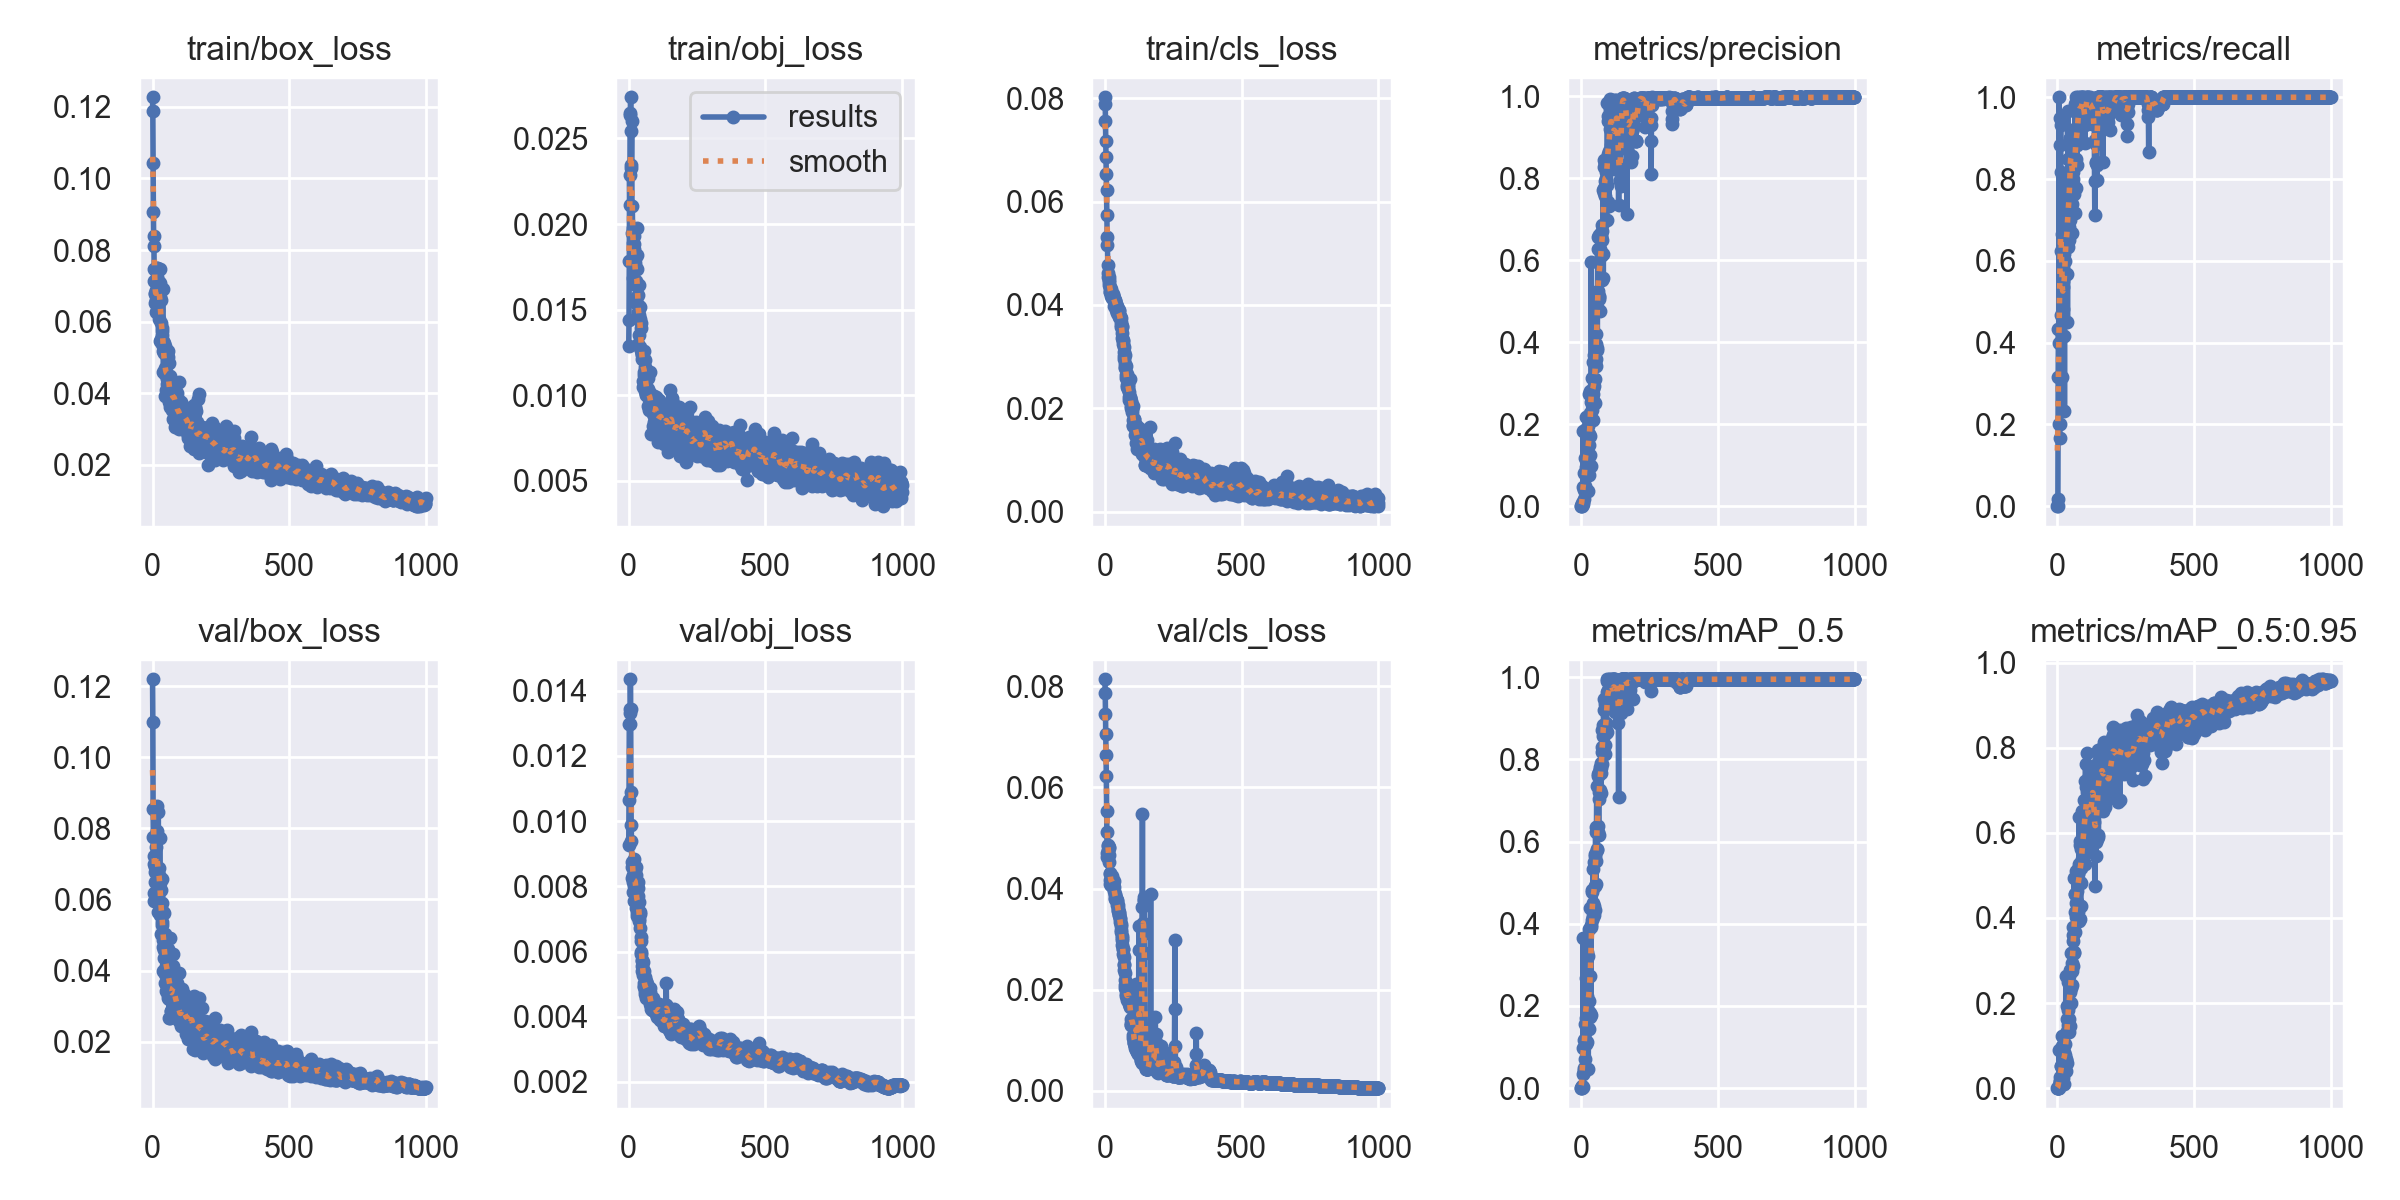 train/box_loss
0.12
0.10
0.08
0.06
0.04
0.02
0 500 1000
train/obj_loss
results
smooth
0.025
0.020
0.015
0.010
0.005
0 500 1000
train/cls_loss
0.08
0.06
0.04
0.02
0.00
0 500 1000
metrics/precision
1.0
0.8
0.6
0.4
0.2
0.0
0 500 1000
metrics/recall
1.0
0.8
0.6
0.4
0.2
0.0
0 500 1000
val/box_loss
0.12
0.10
0.08
0.06
0.04
0.02
0 500 1000
val/obj_loss
0.014
0.012
0.010
0.008
0.006
0.004
0.002
0 500 1000
val/cls_loss
0.08
0.06
0.04
0.02
0.00
0 500 1000
metrics/mAP_0.5
1.0
0.8
0.6
0.4
0.2
0.0
0 500 1000
metrics/mAP_0.5:0.95
1.0
0.8
0.6
0.4
0.2
0.0
0 500 1000